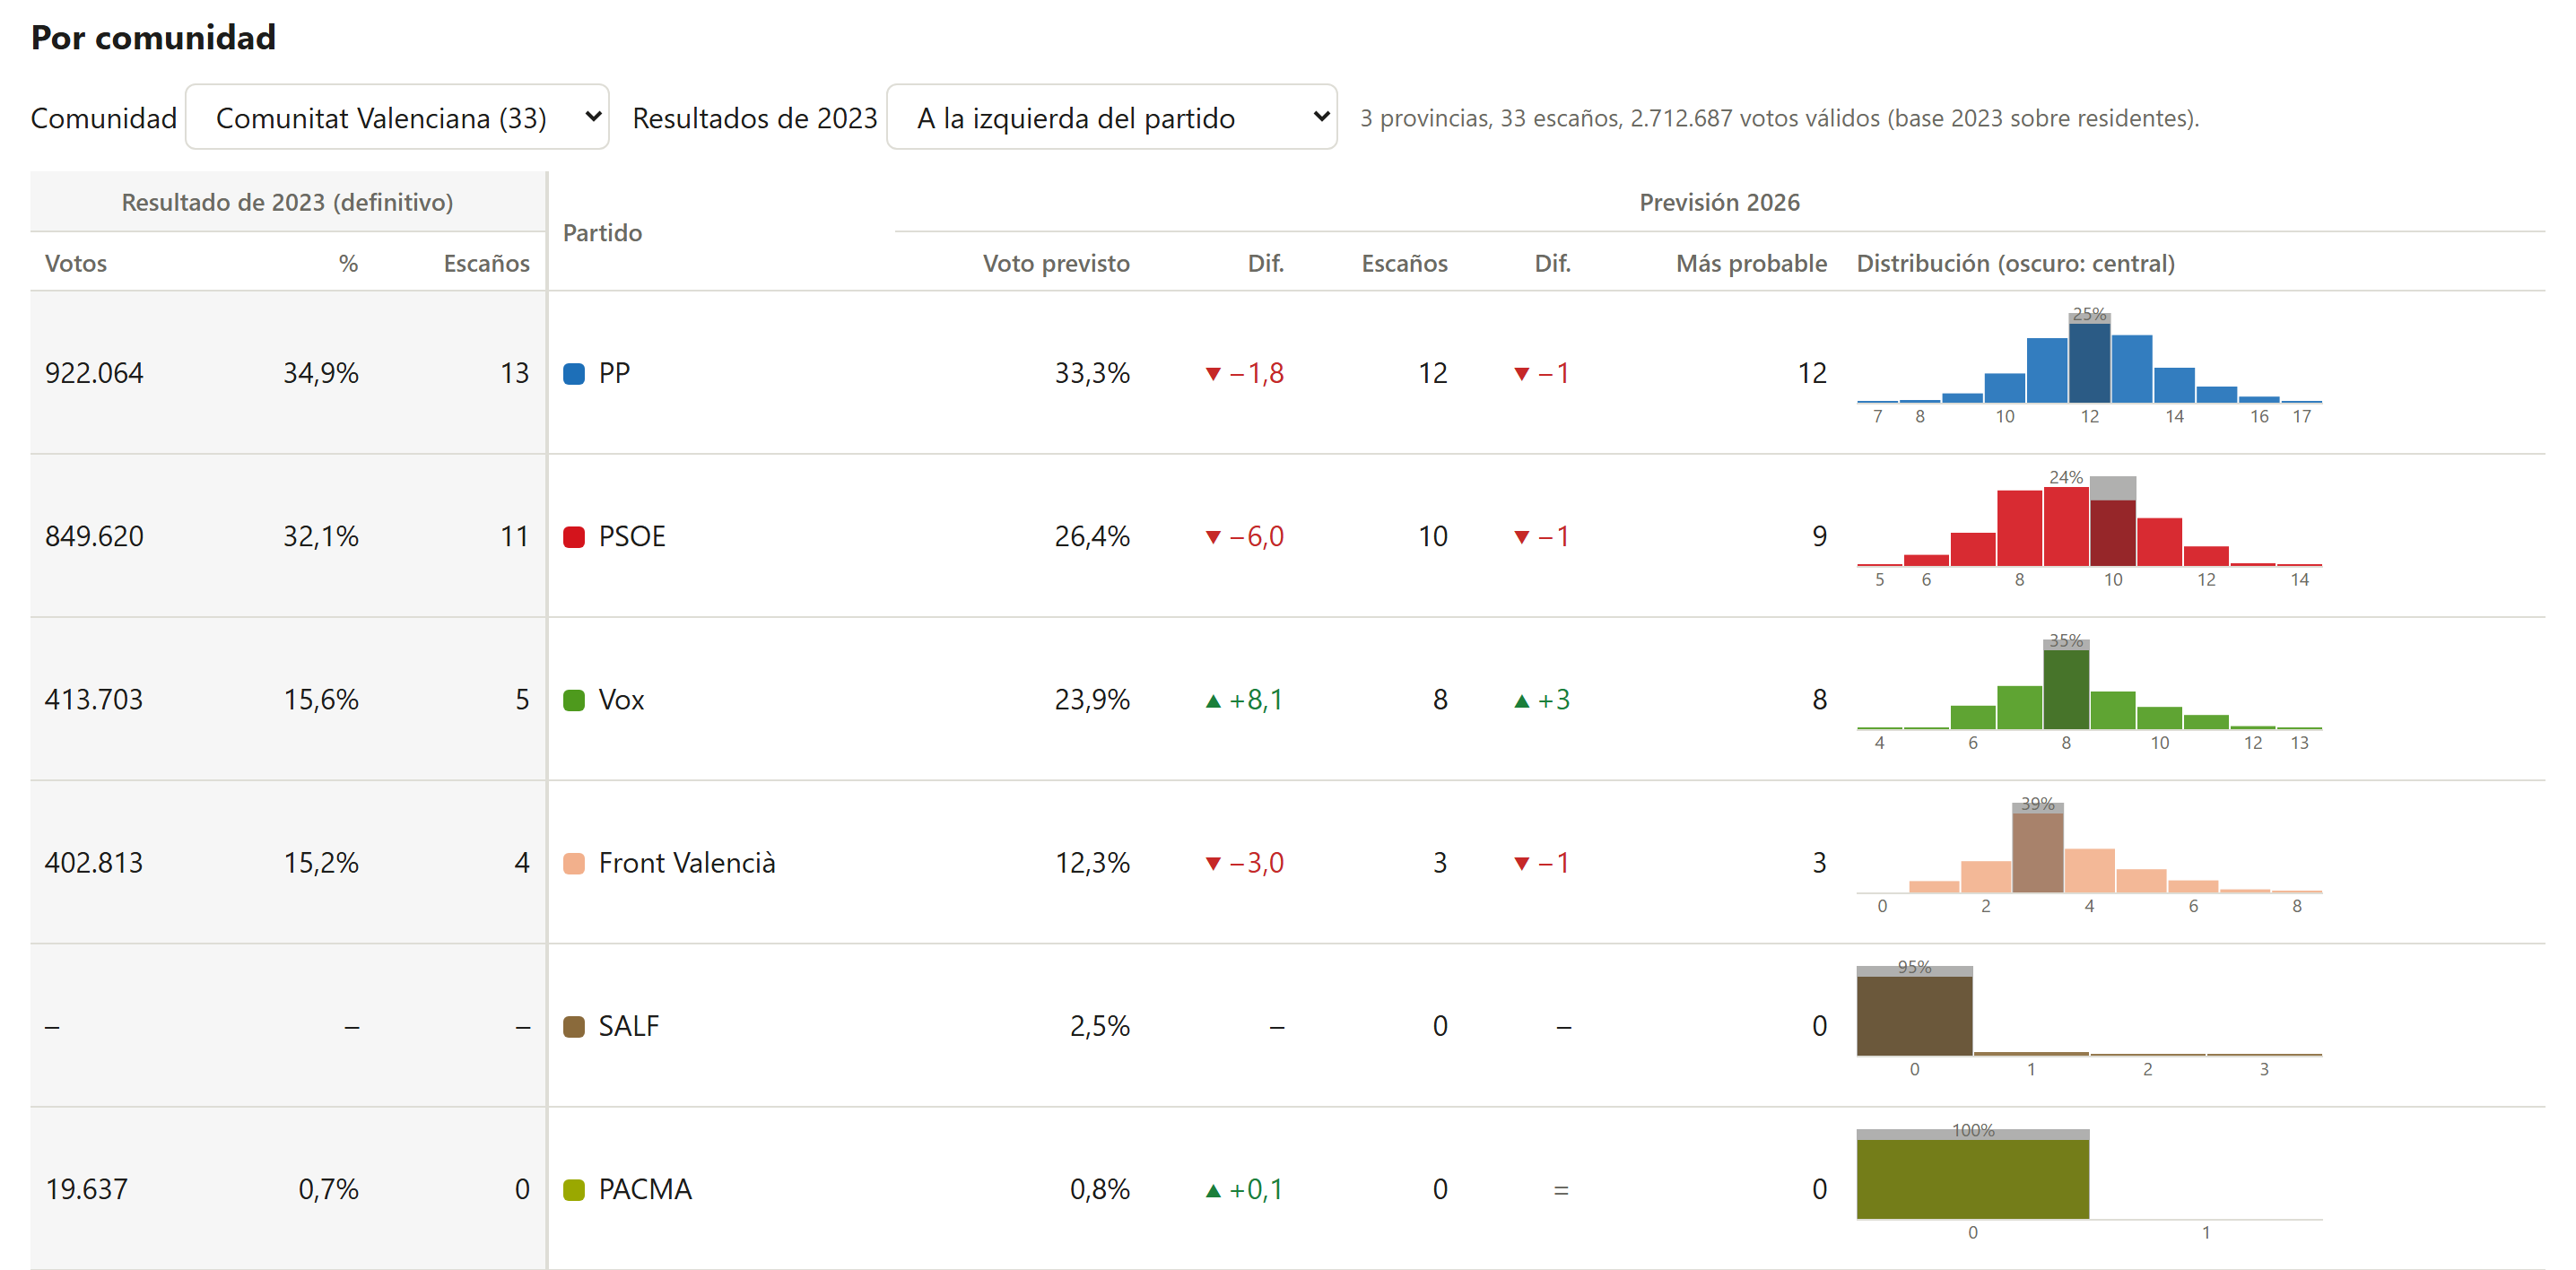 Por comunidad
Comunidad Comunitat Valenciana (33) Resultados de 2023 A la izquierda del partido 3 provincias, 33 escaños, 2.712.687 votos válidos (base 2023 sobre residentes).
Resultado de 2023 (definitivo) Partido Previsión 2026
Votos % Escaños Voto previsto Dif. Escaños Dif. Más probable Distribución (oscuro: central)
922.064 34,9% 13 PP 33,3% ▼ −1,8 12 ▼ −1 12
25%
7 8 10 12 14 16 17
849.620 32,1% 11 PSOE 26,4% ▼ −6,0 10 ▼ −1 9
24%
5 6 8 10 12 14
413.703 15,6% 5 Vox 23,9% ▲ +8,1 8 ▲ +3 8
35%
4 6 8 10 12 13
402.813 15,2% 4 Front Valencià 12,3% ▼ −3,0 3 ▼ −1 3
39%
0 2 4 6 8
– – – SALF 2,5% – 0 – 0
95%
0 1 2 3
19.637 0,7% 0 PACMA 0,8% ▲ +0,1 0 = 0
100%
0 1